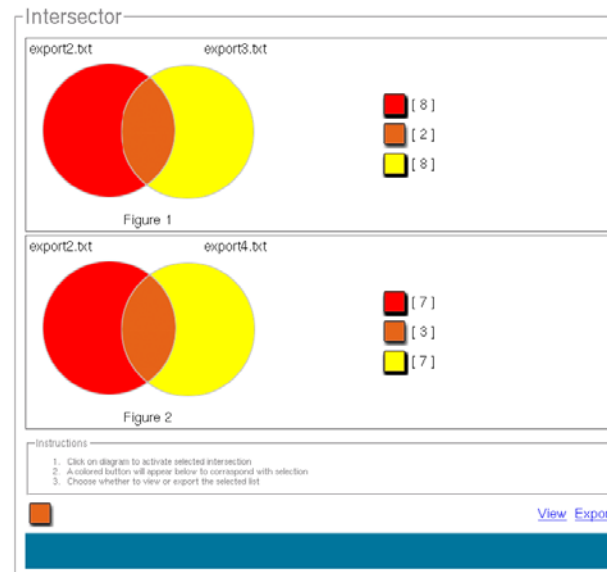 Intersector
export2.txt export3.txt
[ 8 ]
[ 2 ]
[ 8 ]
Figure 1
export2.txt export4.txt
[ 7 ]
[ 3 ]
[ 7 ]
Figure 2
Instructions
1. Click on diagram to activate selected intersection
2. A colored button will appear below to correspond with selection
3. Choose whether to view or export the selected list
View Expor